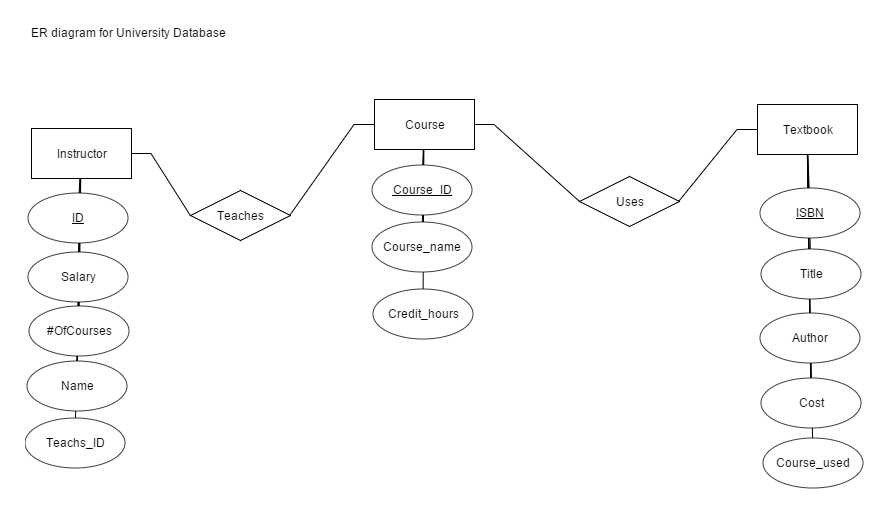 ER diagram for University Database
Instructor
ID
Salary
#OfCourses
Name
Teachs_ID
Teaches
Course
Course_ID
Course_name
Credit_hours
Uses
Textbook
ISBN
Title
Author
Cost
Course_used